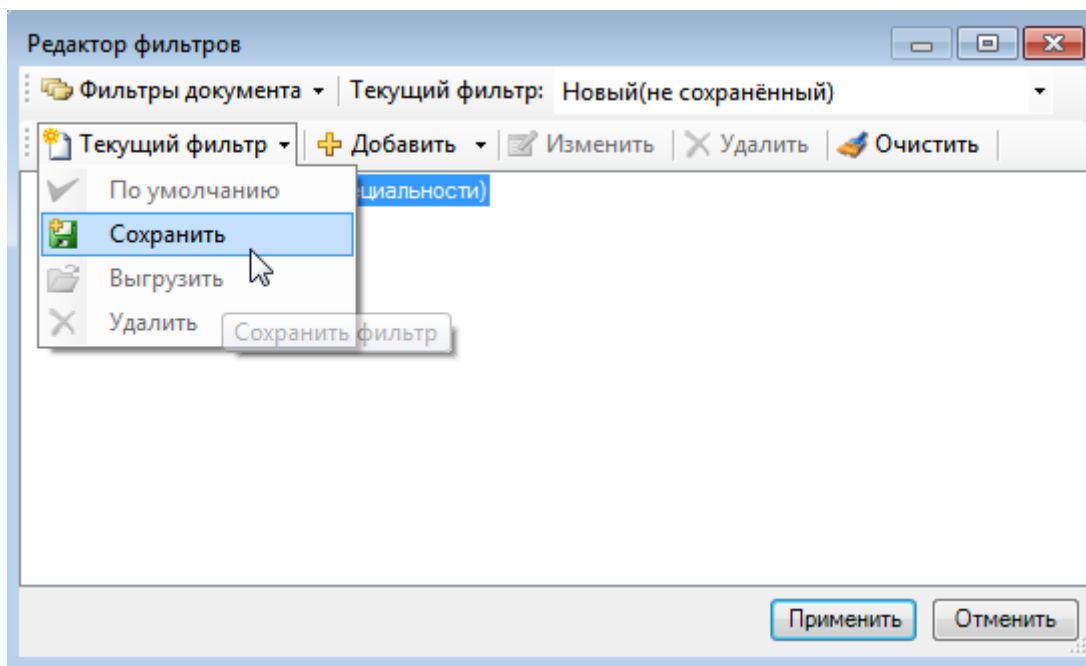 Редактор фильтров
Фильтры документа Текущий фильтр: Новый(не сохранённый)
Текущий фильтр Добавить Изменить Удалить Очистить
По умолчанию
циальности)
Сохранить
Выгрузить
Удалить
Сохранить фильтр
Применить Отменить